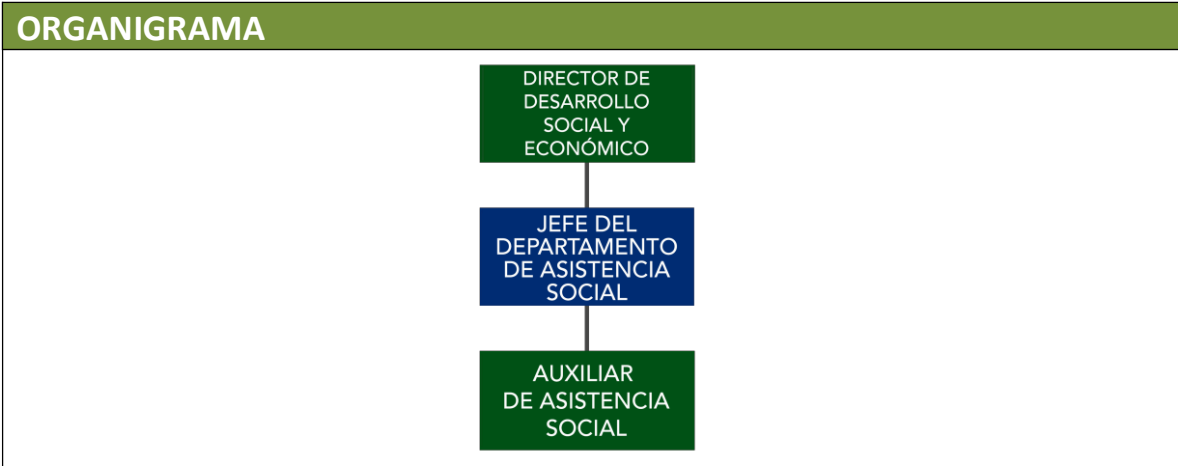 ORGANIGRAMA
DIRECTOR DE
DESARROLLO
SOCIAL Y
ECONÓMICO
JEFE DEL
DEPARTAMENTO
DE ASISTENCIA
SOCIAL
AUXILIAR
DE ASISTENCIA
SOCIAL